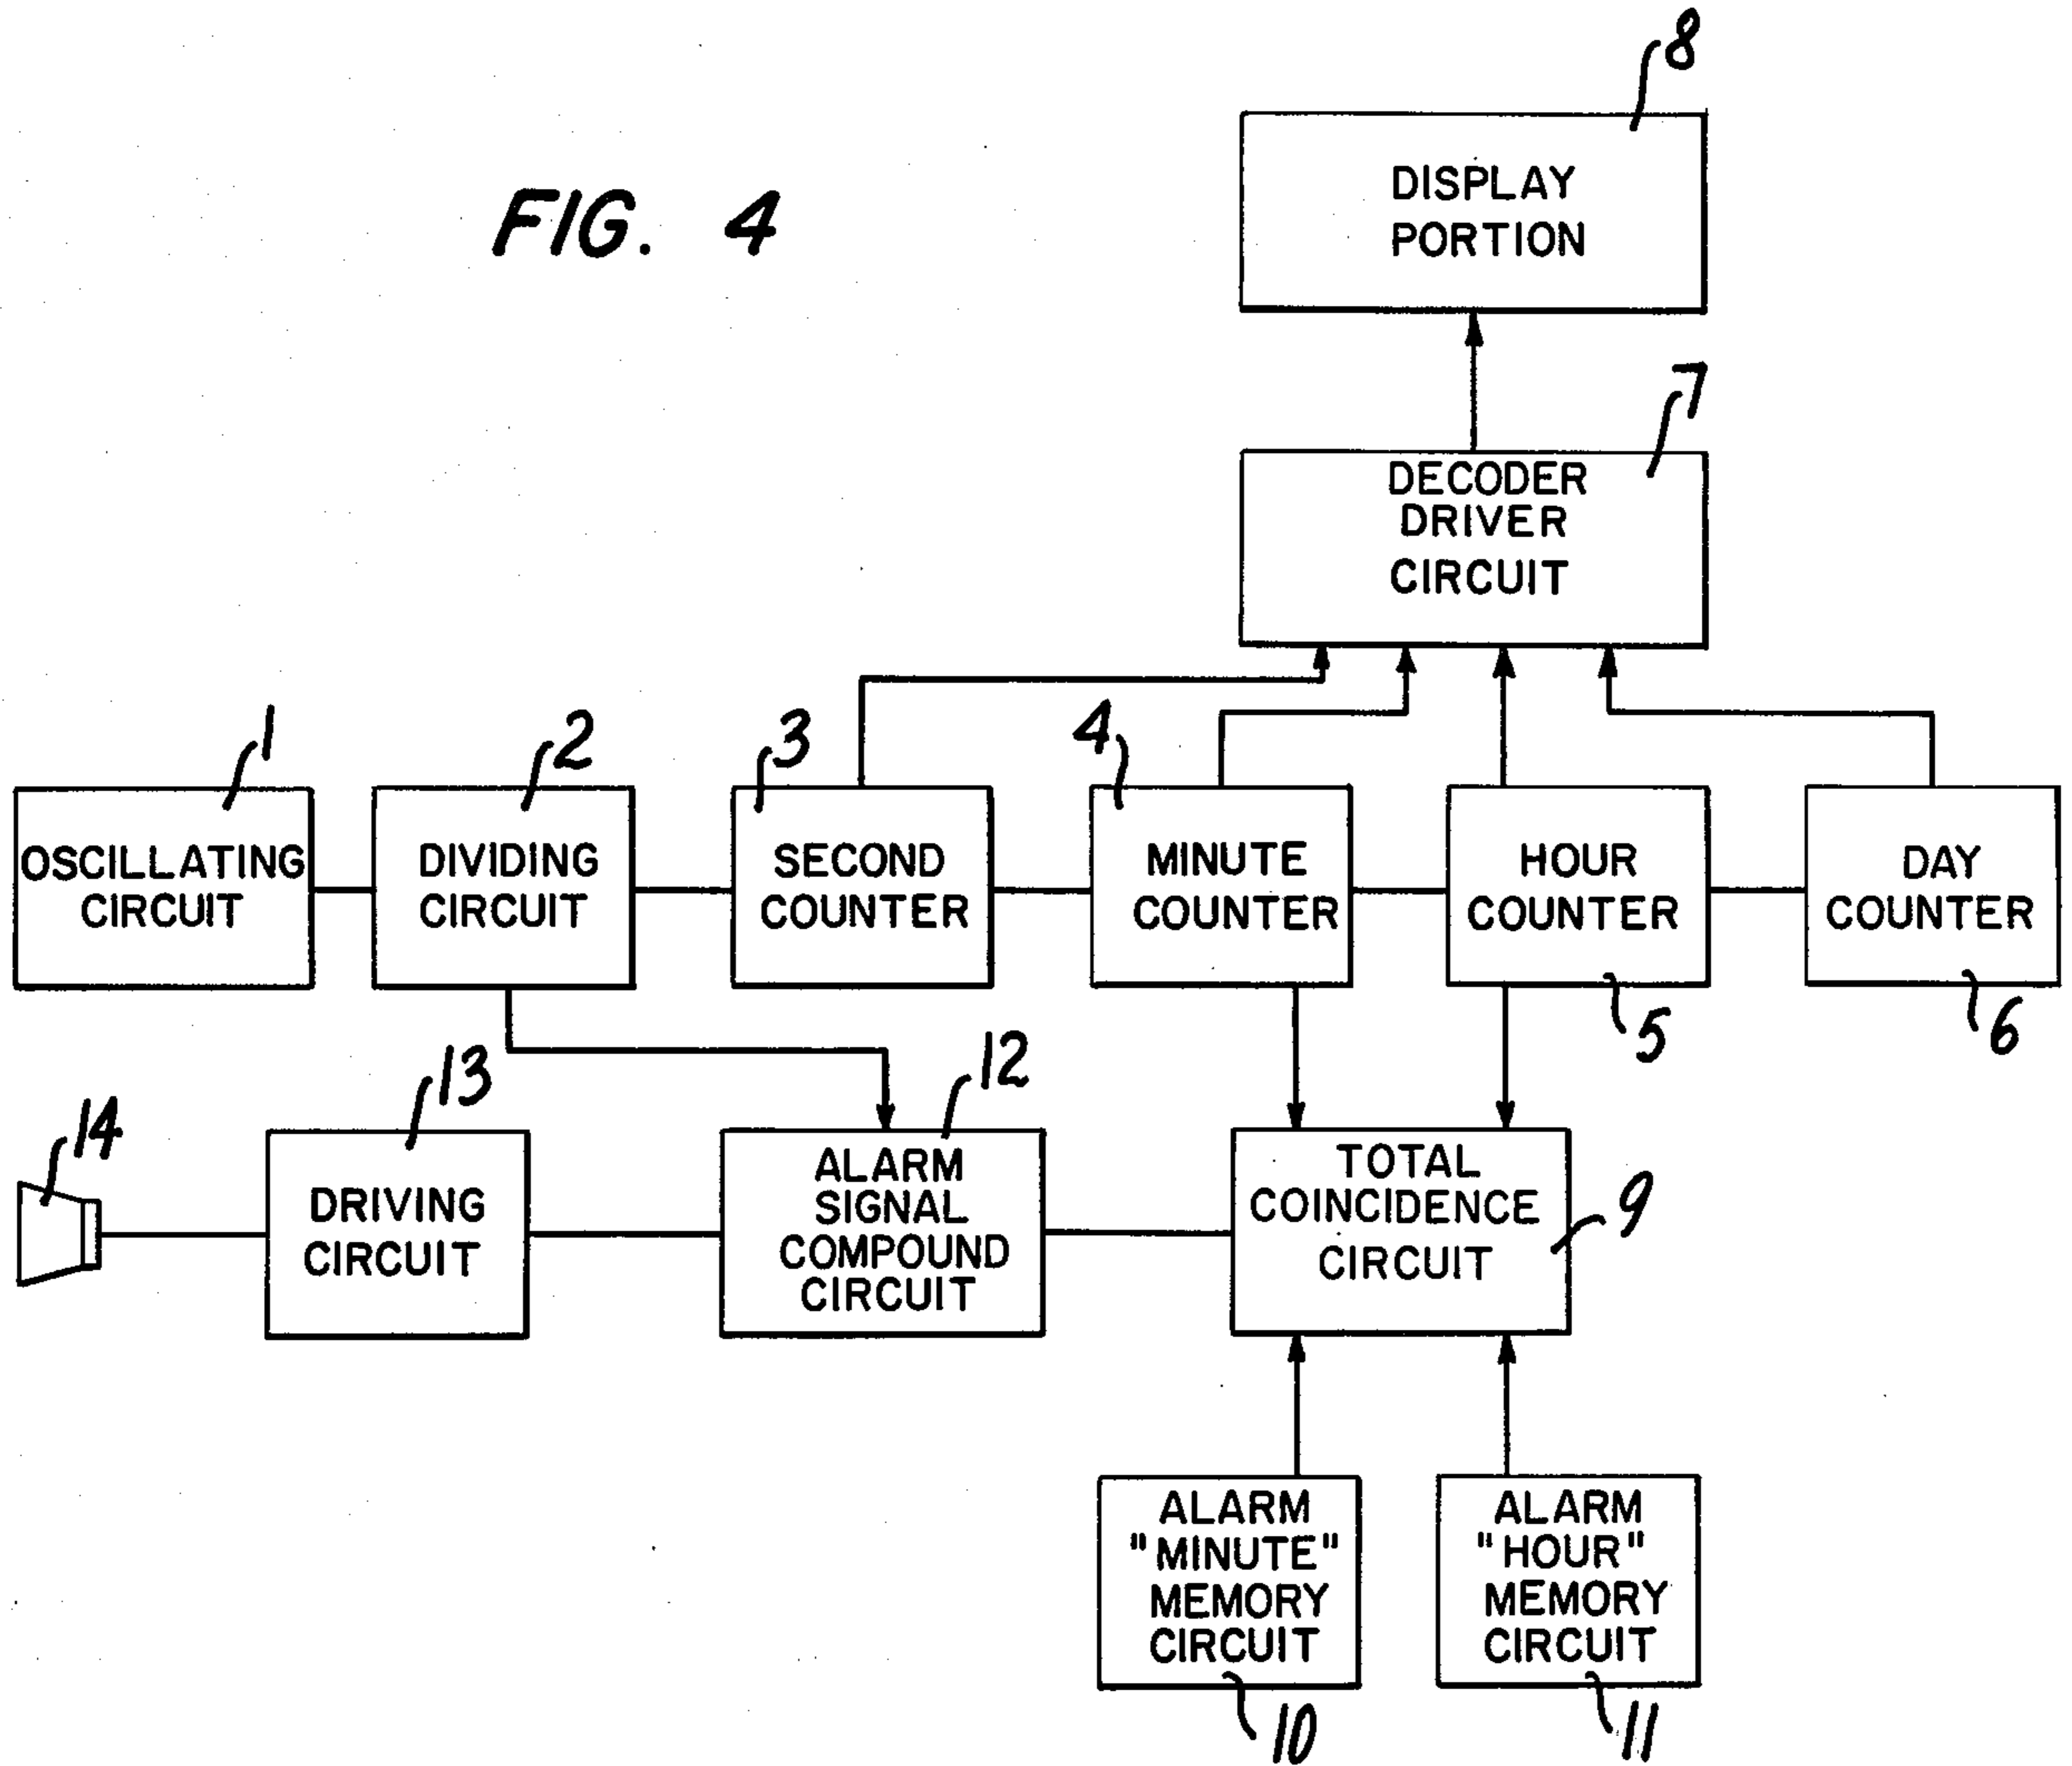 FIG. 4
8
DISPLAY
PORTION
7
DECODER
DRIVER
CIRCUIT
1
OSCILLATING
CIRCUIT
2
DIVIDING
CIRCUIT
3
SECOND
COUNTER
4
MINUTE
COUNTER
HOUR
COUNTER
5
DAY
COUNTER
6
14
13
DRIVING
CIRCUIT
12
ALARM
SIGNAL
COMPOUND
CIRCUIT
TOTAL
COINCIDENCE
CIRCUIT
9
ALARM
"MINUTE"
MEMORY
CIRCUIT
10
ALARM
"HOUR"
MEMORY
CIRCUIT
11